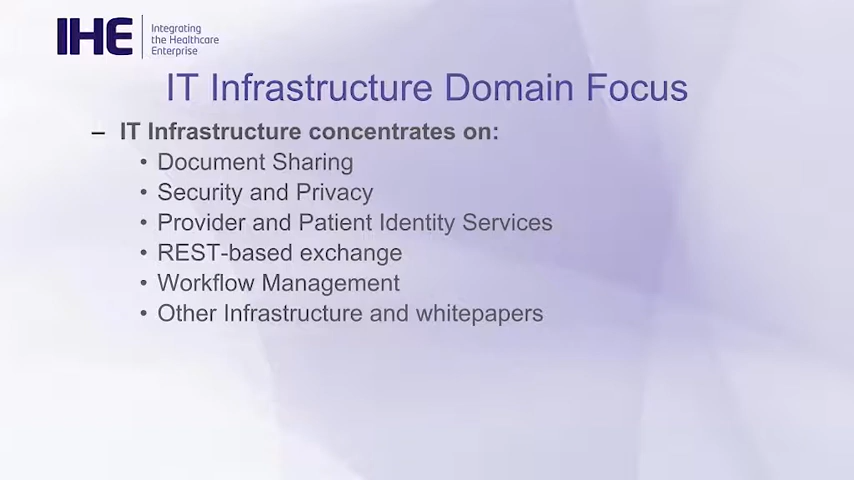 IHE
Integrating
the Healthcare
Enterprise
IT Infrastructure Domain Focus
– IT Infrastructure concentrates on:
• Document Sharing
• Security and Privacy
• Provider and Patient Identity Services
• REST-based exchange
• Workflow Management
• Other Infrastructure and whitepapers